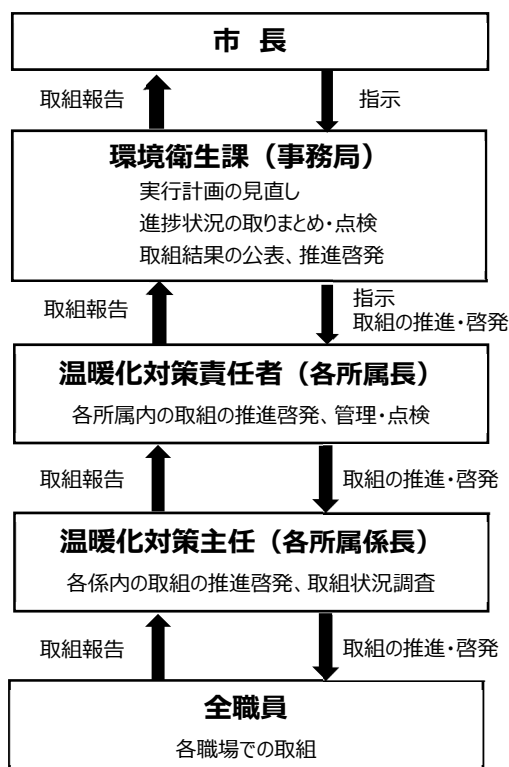 市 長
取組報告
指示
環境衛生課（事務局）
実行計画の見直し
進捗状況の取りまとめ・点検
取組結果の公表、推進啓発
取組報告
指示
取組の推進・啓発
温暖化対策責任者（各所属長）
各所属内の取組の推進啓発、管理・点検
取組報告
取組の推進・啓発
温暖化対策主任（各所属係長）
各係内の取組の推進啓発、取組状況調査
取組報告
取組の推進・啓発
全職員
各職場での取組